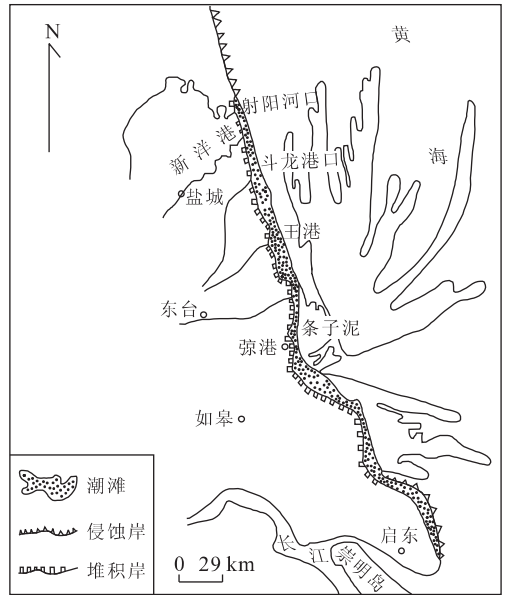 N
黄
海
射阳河口
新洋港
斗龙港口
盐城
王港
东台
条子泥
弶港
如皋
潮滩
侵蚀岸
堆积岸
启东
长江
崇明岛
0 29 km